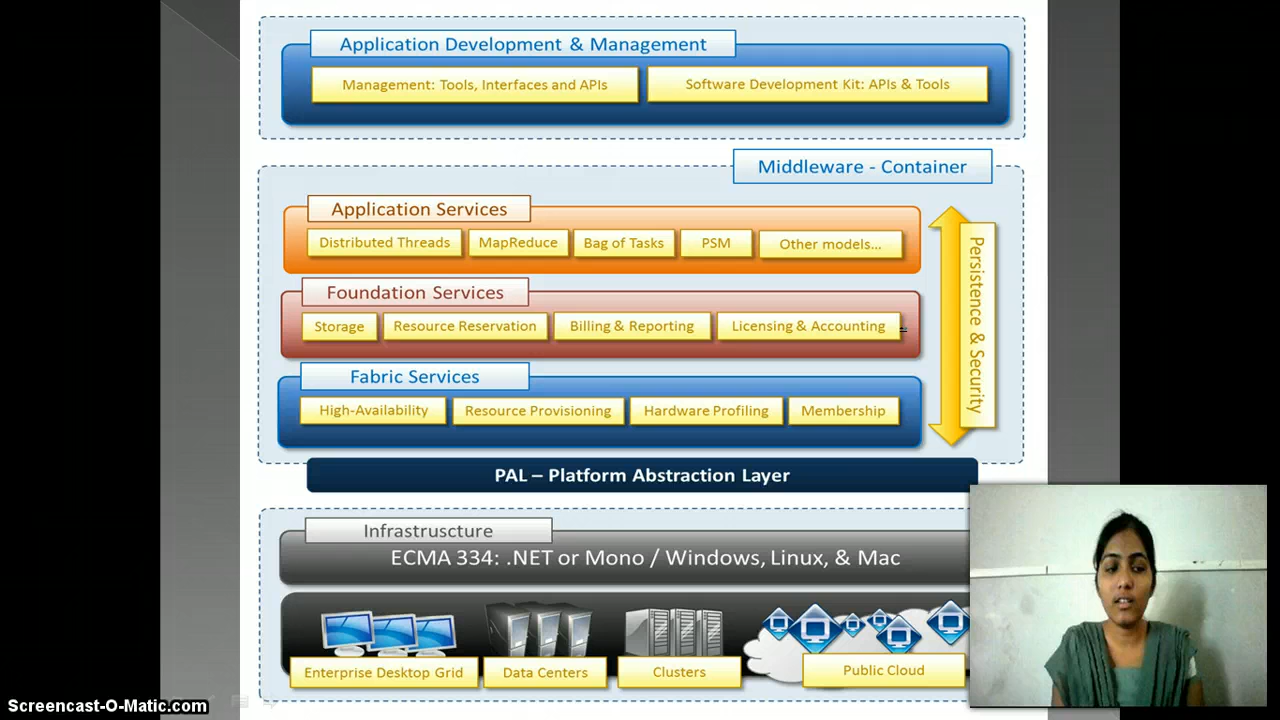 Application Development & Management
Management: Tools, Interfaces and APIs
Software Development Kit: APIs & Tools
Middleware - Container
Application Services
Distributed Threads
MapReduce
Bag of Tasks
PSM
Other models...
Foundation Services
Storage
Resource Reservation
Billing & Reporting
Licensing & Accounting
Fabric Services
High-Availability
Resource Provisioning
Hardware Profiling
Membership
Persistence & Security
PAL – Platform Abstraction Layer
Infrastruscture
ECMA 334: .NET or Mono / Windows, Linux, & Mac
Enterprise Desktop Grid
Data Centers
Clusters
Public Cloud
Screencast-O-Matic.com